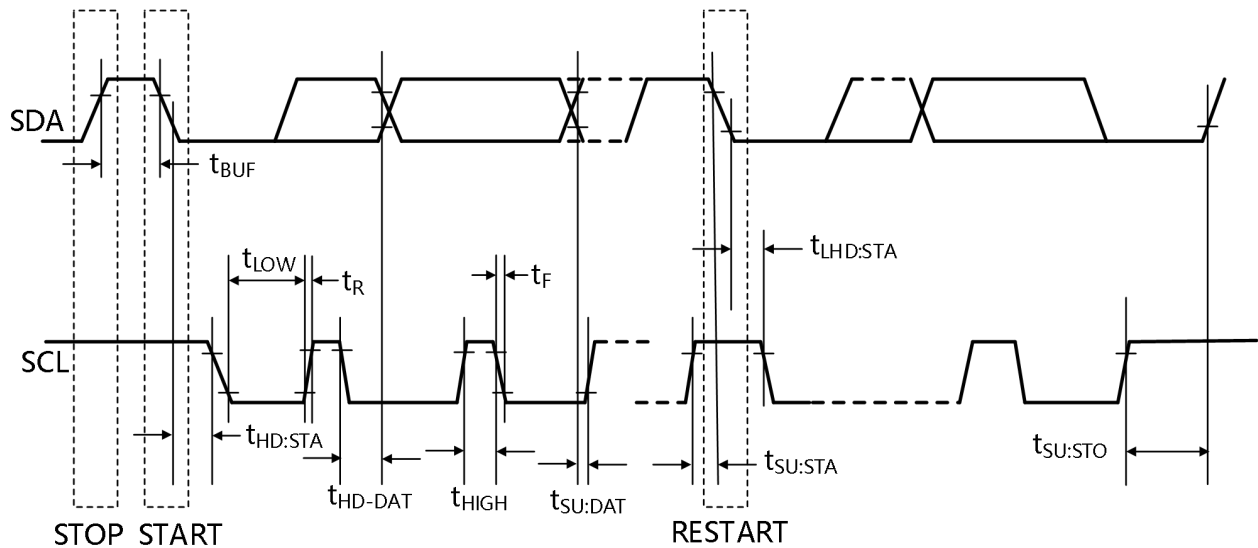 SDA
tBUF
tLHD:STA
tLOW
tR
tF
SCL
tHD:STA
tSU:STA
tSU:STO
tHD-DAT
tHIGH
tSU:DAT
STOP START
RESTART